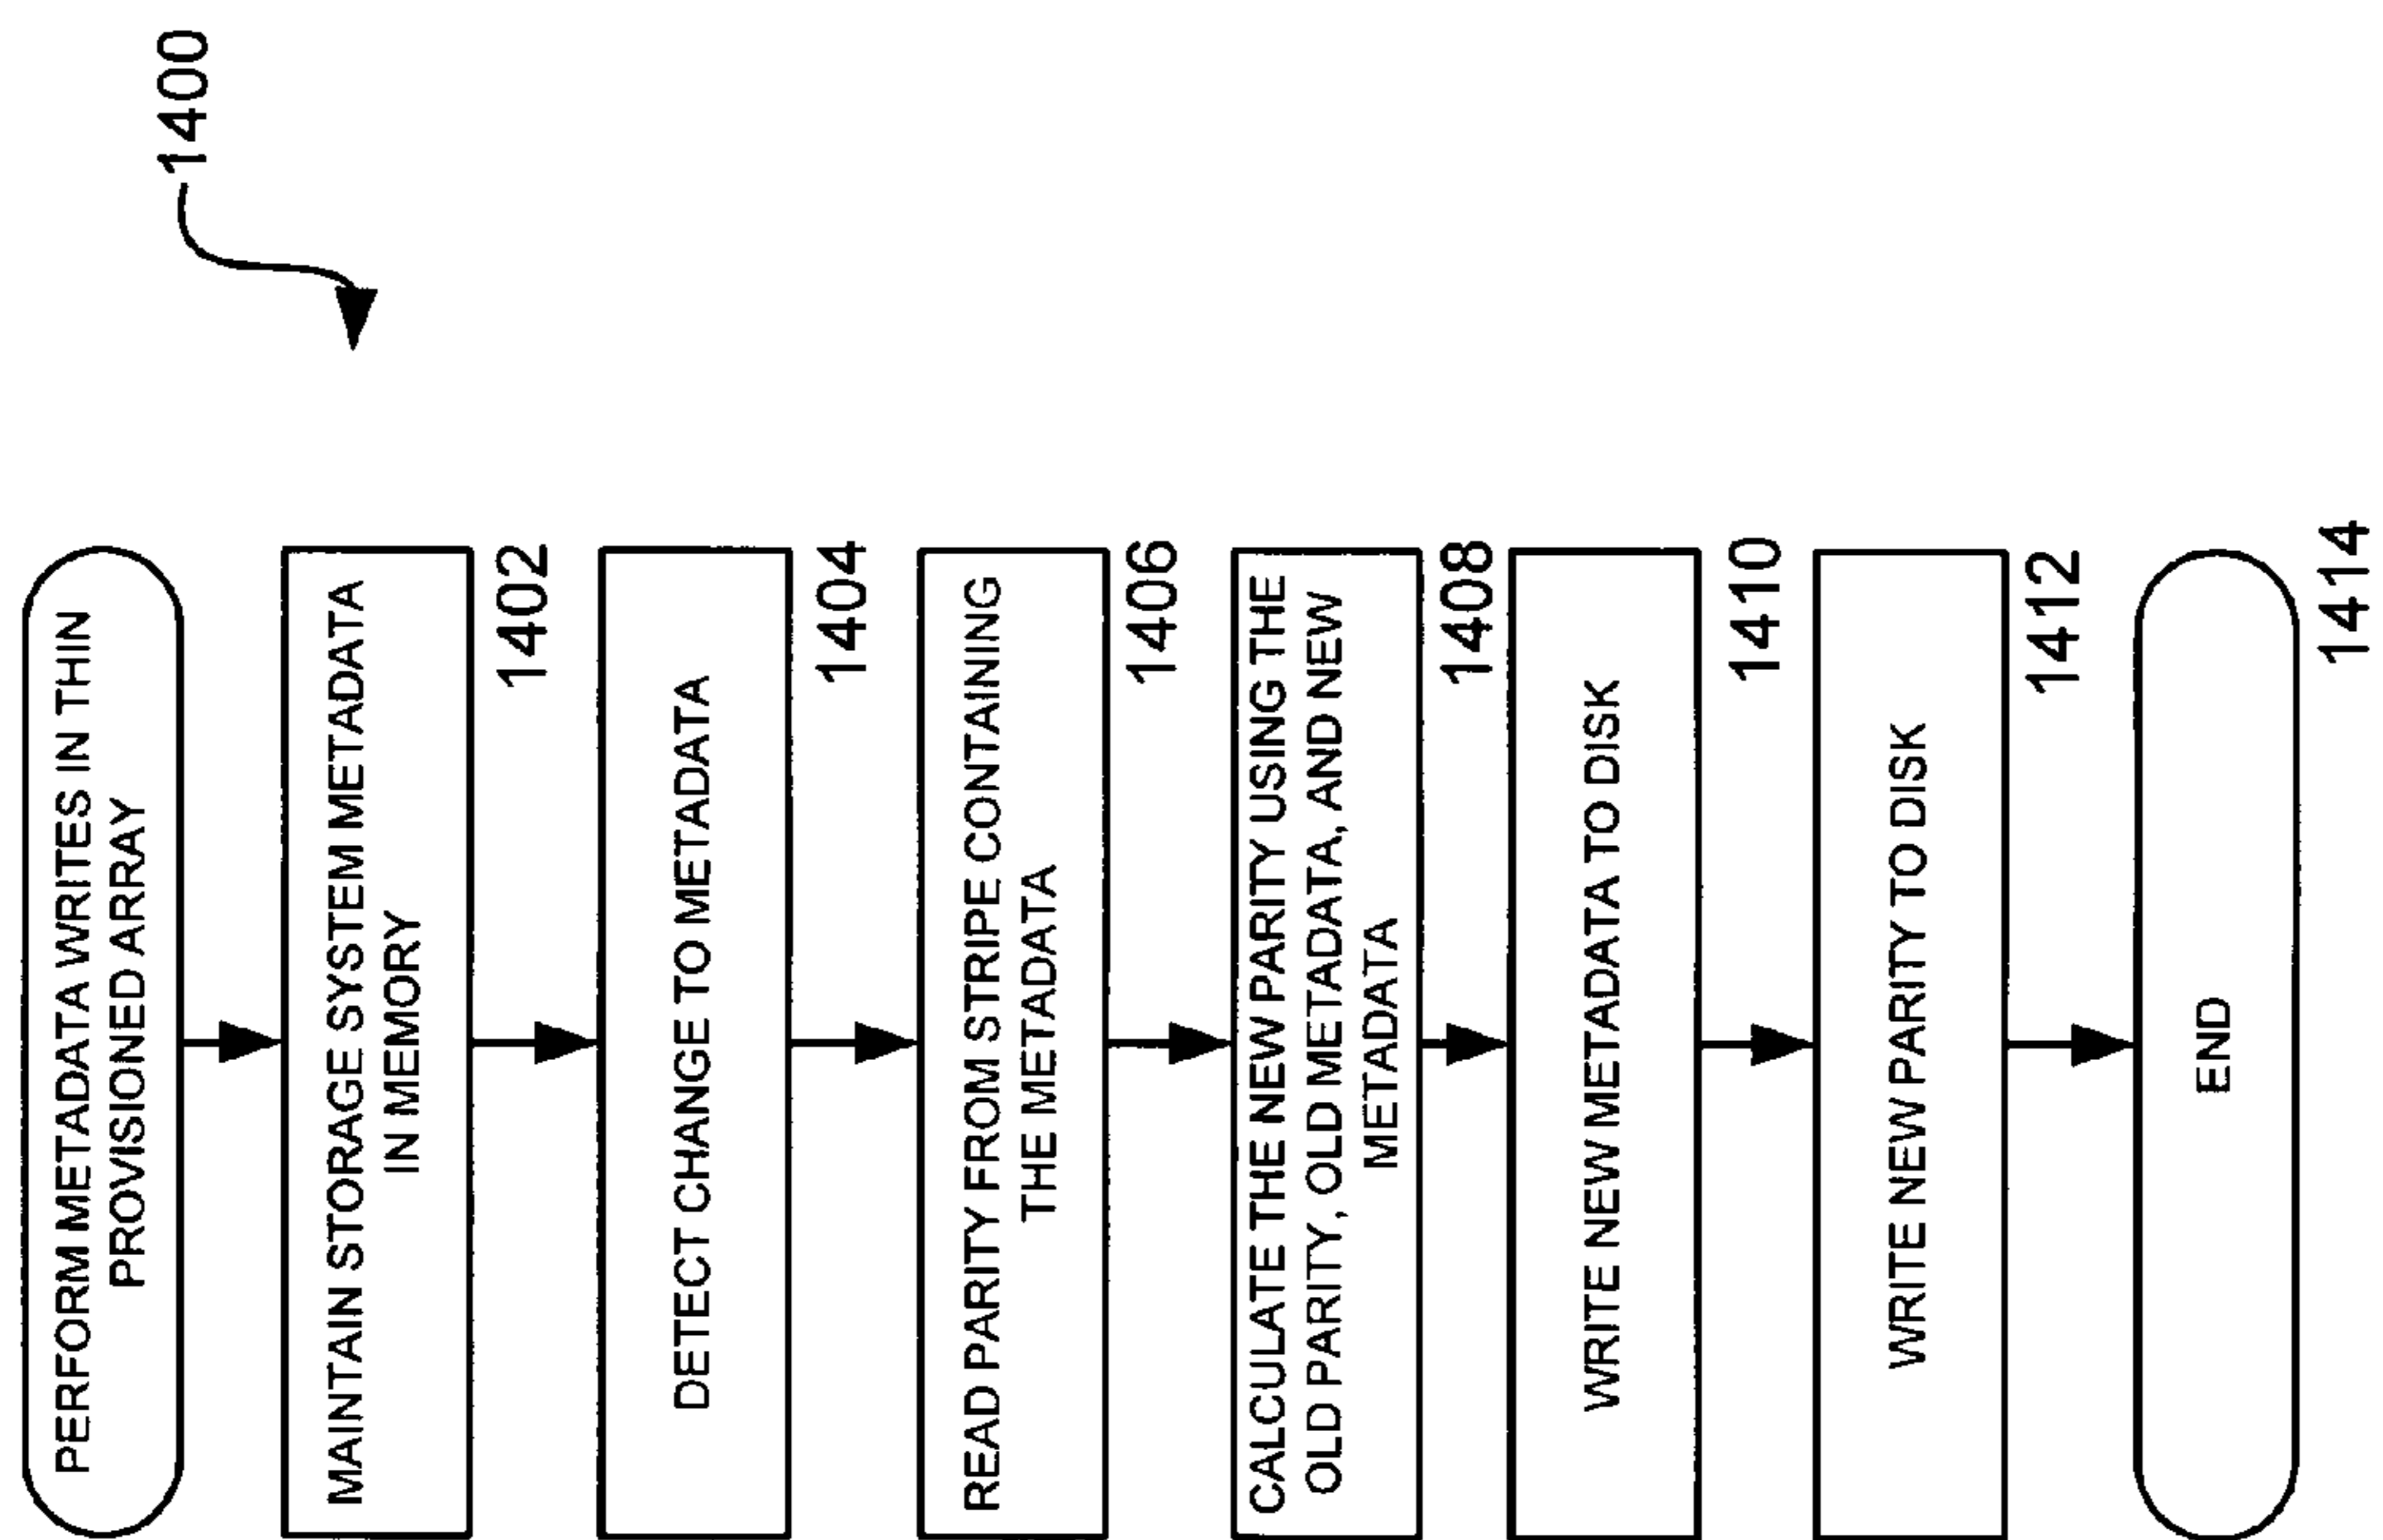 1400
PERFORM METADATA WRITES IN THIN
PROVISIONED ARRAY
MAINTAIN STORAGE SYSTEM METADATA
IN MEMORY
1402
DETECT CHANGE TO METADATA
1404
READ PARITY FROM STRIPE CONTAINING
THE METADATA
1406
CALCULATE THE NEW PARITY USING THE
OLD PARITY, OLD METADATA, AND NEW
METADATA
1408
WRITE NEW METADATA TO DISK
1410
WRITE NEW PARITY TO DISK
1412
END
1414